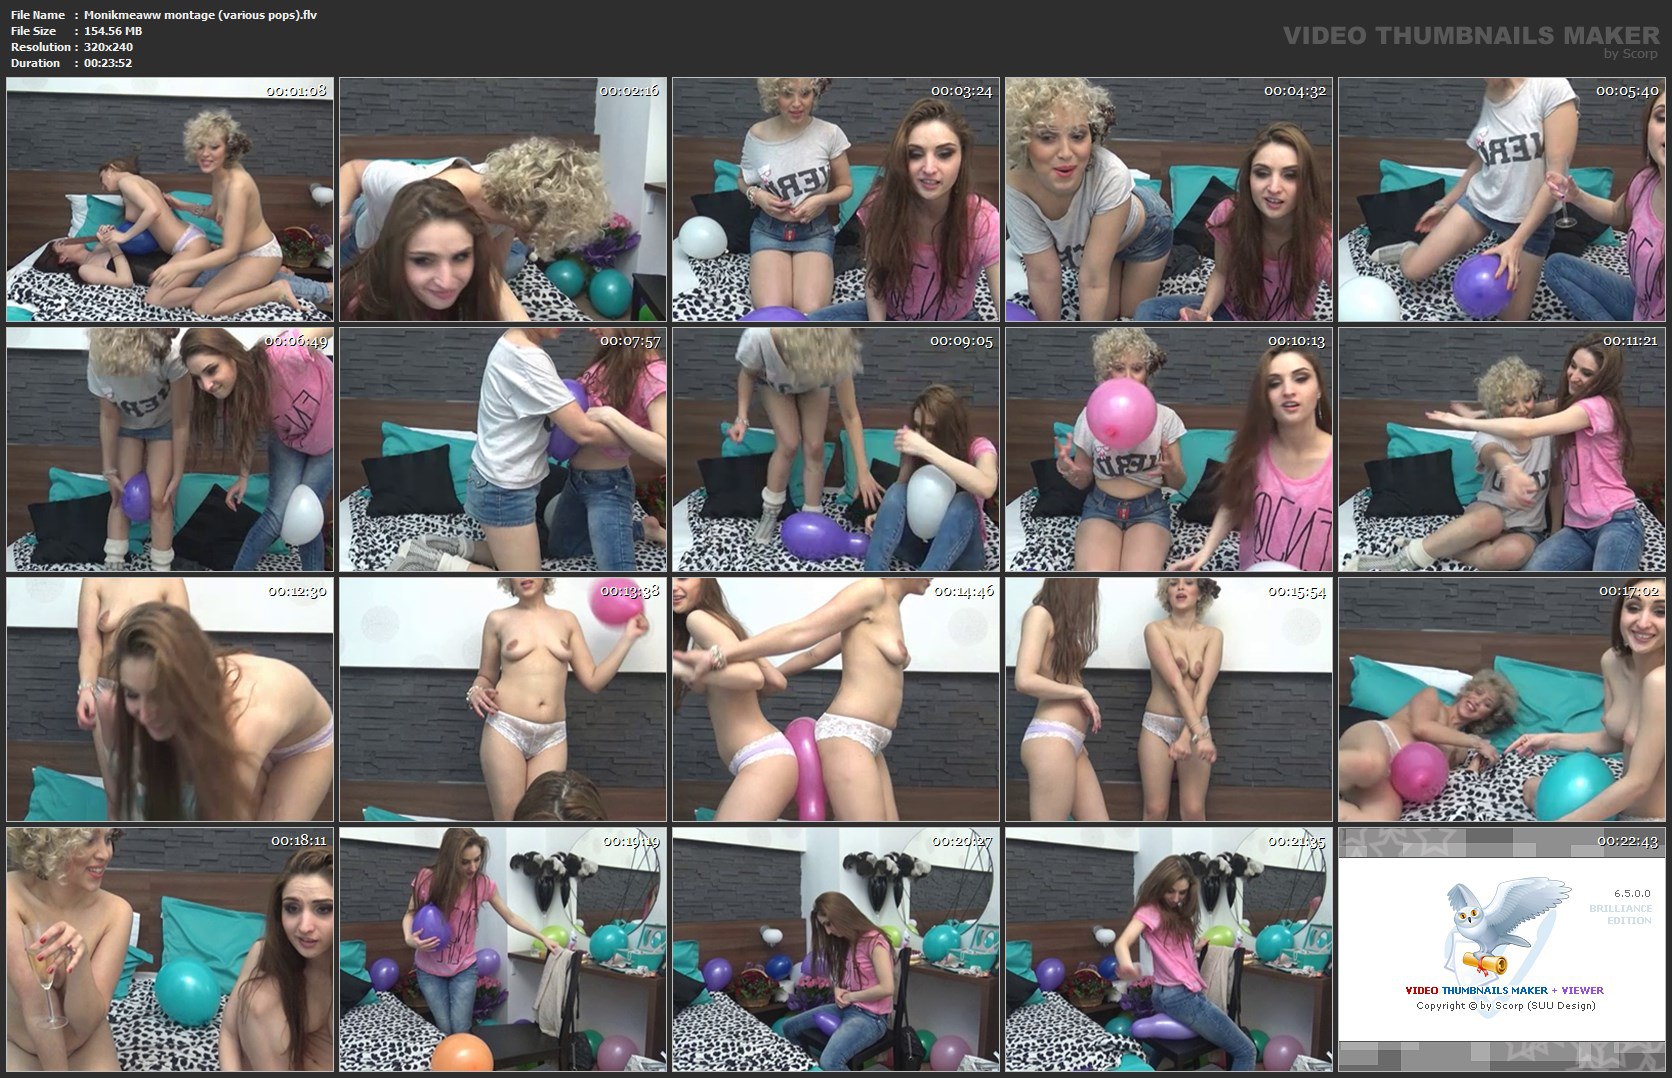 File Name : Monikmeaww montage (various pops).flv
File Size : 154.56 MB
Resolution : 320x240
Duration : 00:23:52
VIDEO THUMBNAILS MAKER
by Scorp
00:01:08
00:02:16
00:03:24
00:04:32
00:05:40
00:06:49
00:07:57
00:09:05
00:10:13
00:11:21
00:12:30
00:13:38
00:14:46
00:15:54
00:17:02
00:18:11
00:19:19
00:20:27
00:21:35
00:22:43
6.5.0.0
BRILLIANCE
EDITION
VIDEO THUMBNAILS MAKER + VIEWER
Copyright © by Scorp (SUU Design)